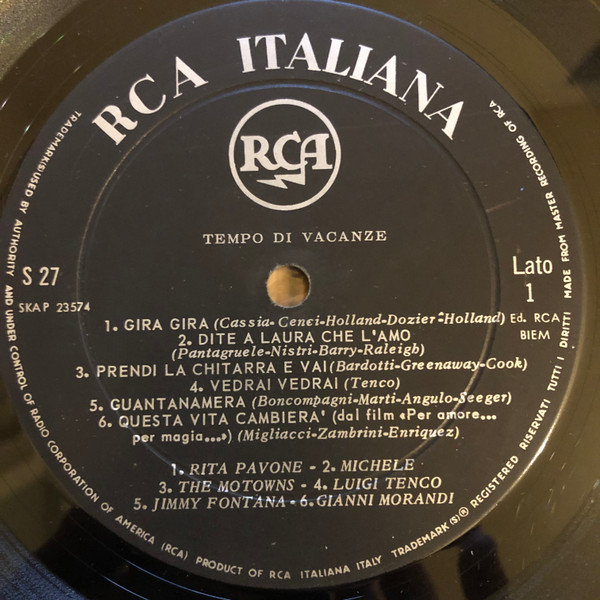 RCA ITALIANA
RCA
TEMPO DI VACANZE
S 27
SKAP 23574
Lato
1
1. GIRA GIRA (Cassia-Cenci-Holland-Dozier-Holland) Ed. RCA
BIEM
2. DITE A LAURA CHE L'AMO
(Pantagruele-Nistri-Barry-Raleigh)
3. PRENDI LA CHITARRA E VAI (Bardotti-Greenaway-Cook)
4. VEDRAI VEDRAI (Tenco)
5. GUANTANAMERA (Boncompagni-Marti-Angulo-Seeger)
6. QUESTA VITA CAMBIERA' (dal film «Per amore...
per magia...») (Migliacci-Zambrini-Enriquez)
1. RITA PAVONE - 2. MICHELE
3. THE MOTOWNS - 4. LUIGI TENCO
5. JIMMY FONTANA - 6. GIANNI MORANDI
TRADEMARK(S) USED BY AUTHORITY AND UNDER CONTROL OF RADIO CORPORATION OF AMERICA (RCA) PRODUCT OF RCA ITALIANA ITALY TRADEMARK(S)® REGISTERED RISERVATI TUTTI I DIRITTI MADE FROM MASTER RECORDING OF RCA